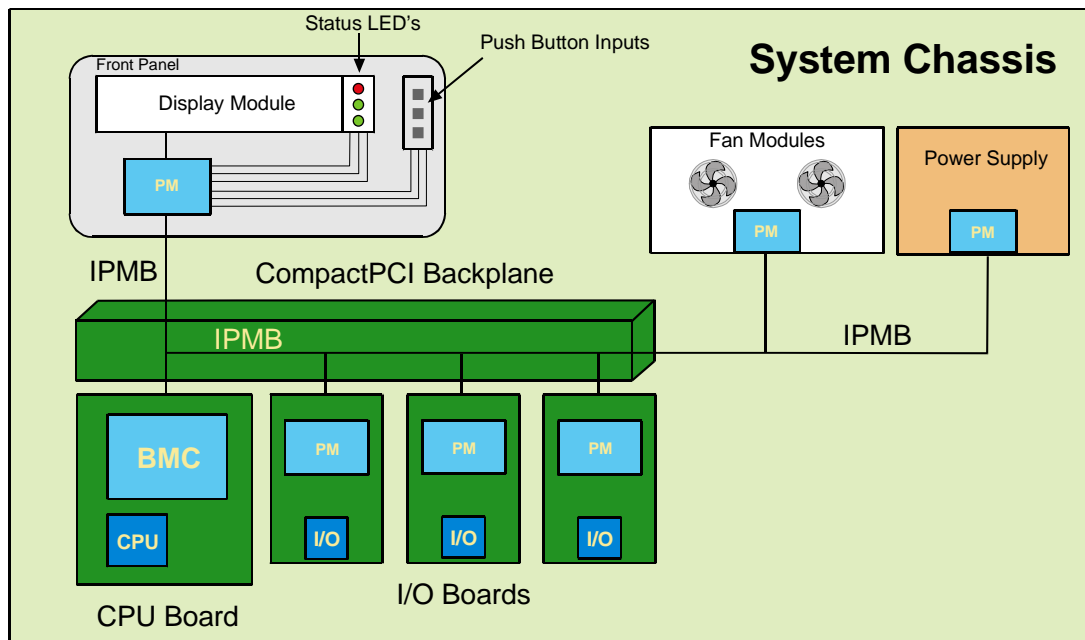 Status LED's
Push Button Inputs
System Chassis
Front Panel
Display Module
PM
Fan Modules
PM
Power Supply
PM
IPMB
CompactPCI Backplane
IPMB
IPMB
BMC
CPU
PM
PM
PM
I/O
I/O
I/O
CPU Board
I/O Boards